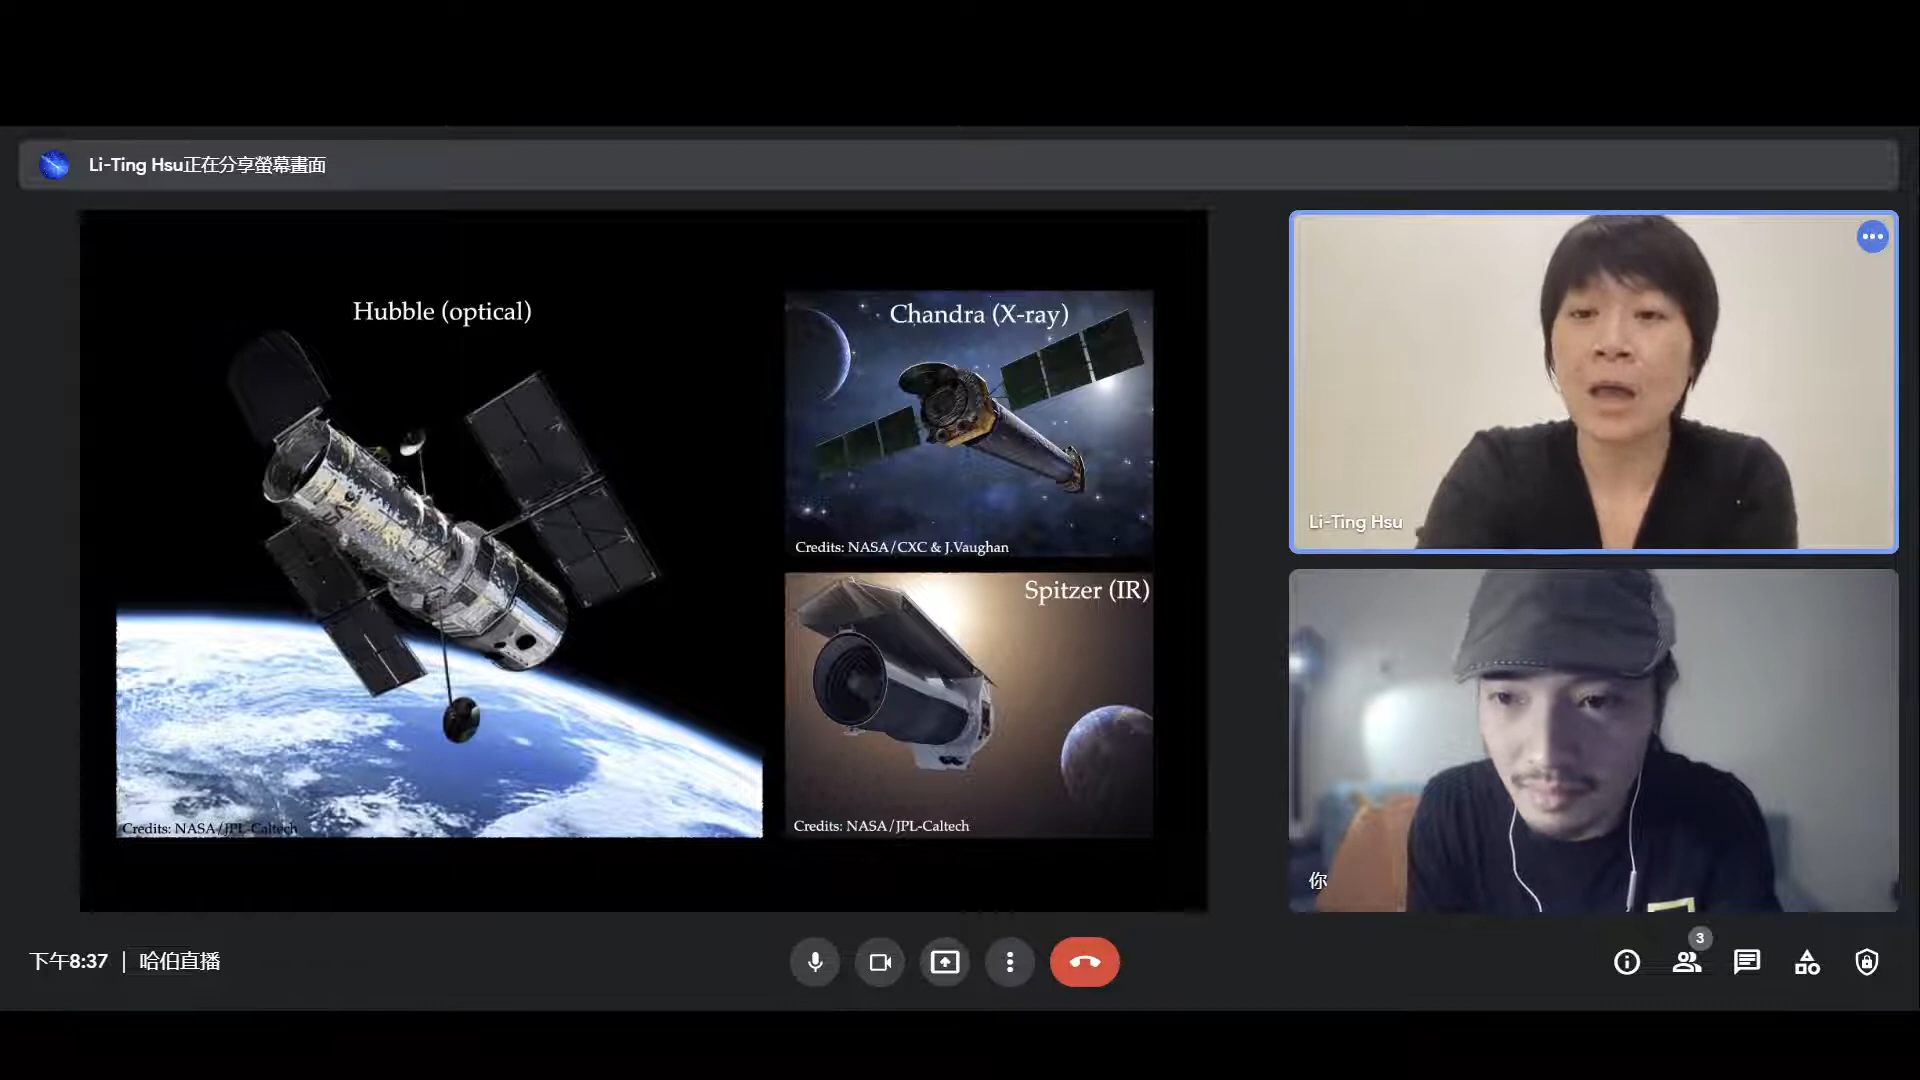 Li-Ting Hsu正在分享螢幕畫面
Hubble (optical)
Credits: NASA/JPL-Caltech
Chandra (X-ray)
Credits: NASA/CXC & J.Vaughan
Spitzer (IR)
Credits: NASA/JPL-Caltech
Li-Ting Hsu
你
下午8:37 | 哈伯直播
3